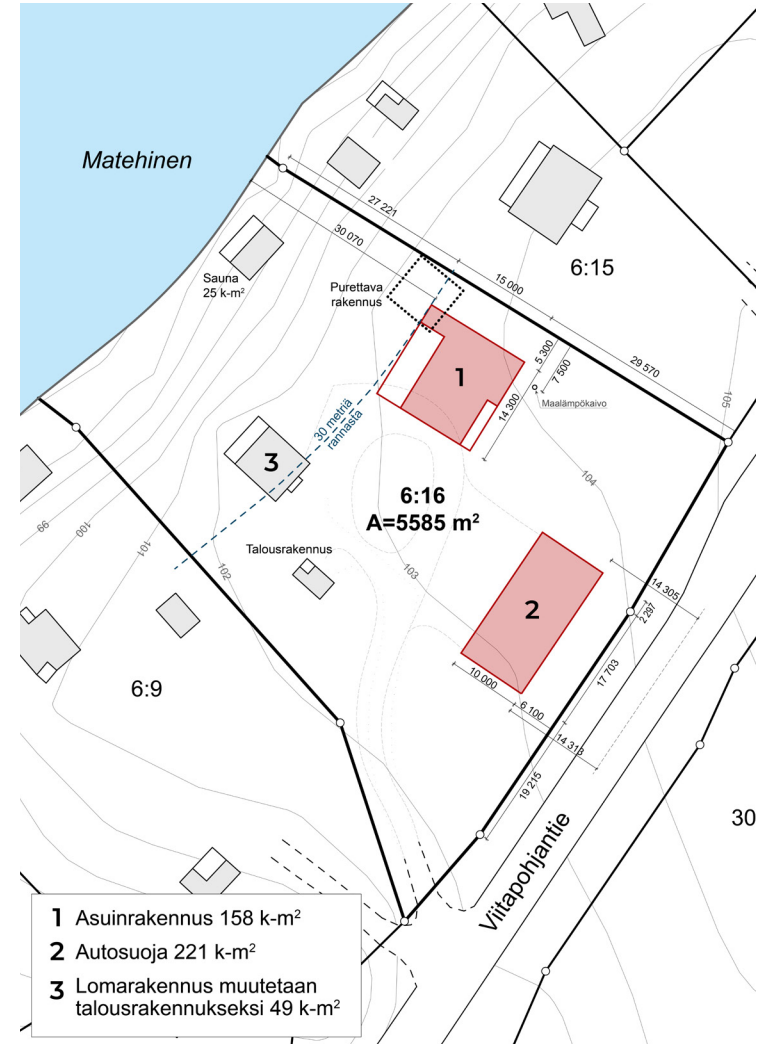 Matehinen
27 221
30 070
Sauna
25 k-m²
Purettava
rakennus
15 000
6:15
29 570
105
5 300
7 500
1
Maalämpökaivo
14 300
30 metriä
rannasta
3
104
6:16
A=5585 m²
99
100
101
102
Talousrakennus
103
14 305
2 297
2
17 703
10 000
6 100
14 313
6:9
19 215
30
Viitapohjantie
1 Asuinrakennus 158 k-m²
2 Autosuoja 221 k-m²
3 Lomarakennus muutetaan
talousrakennukseksi 49 k-m²